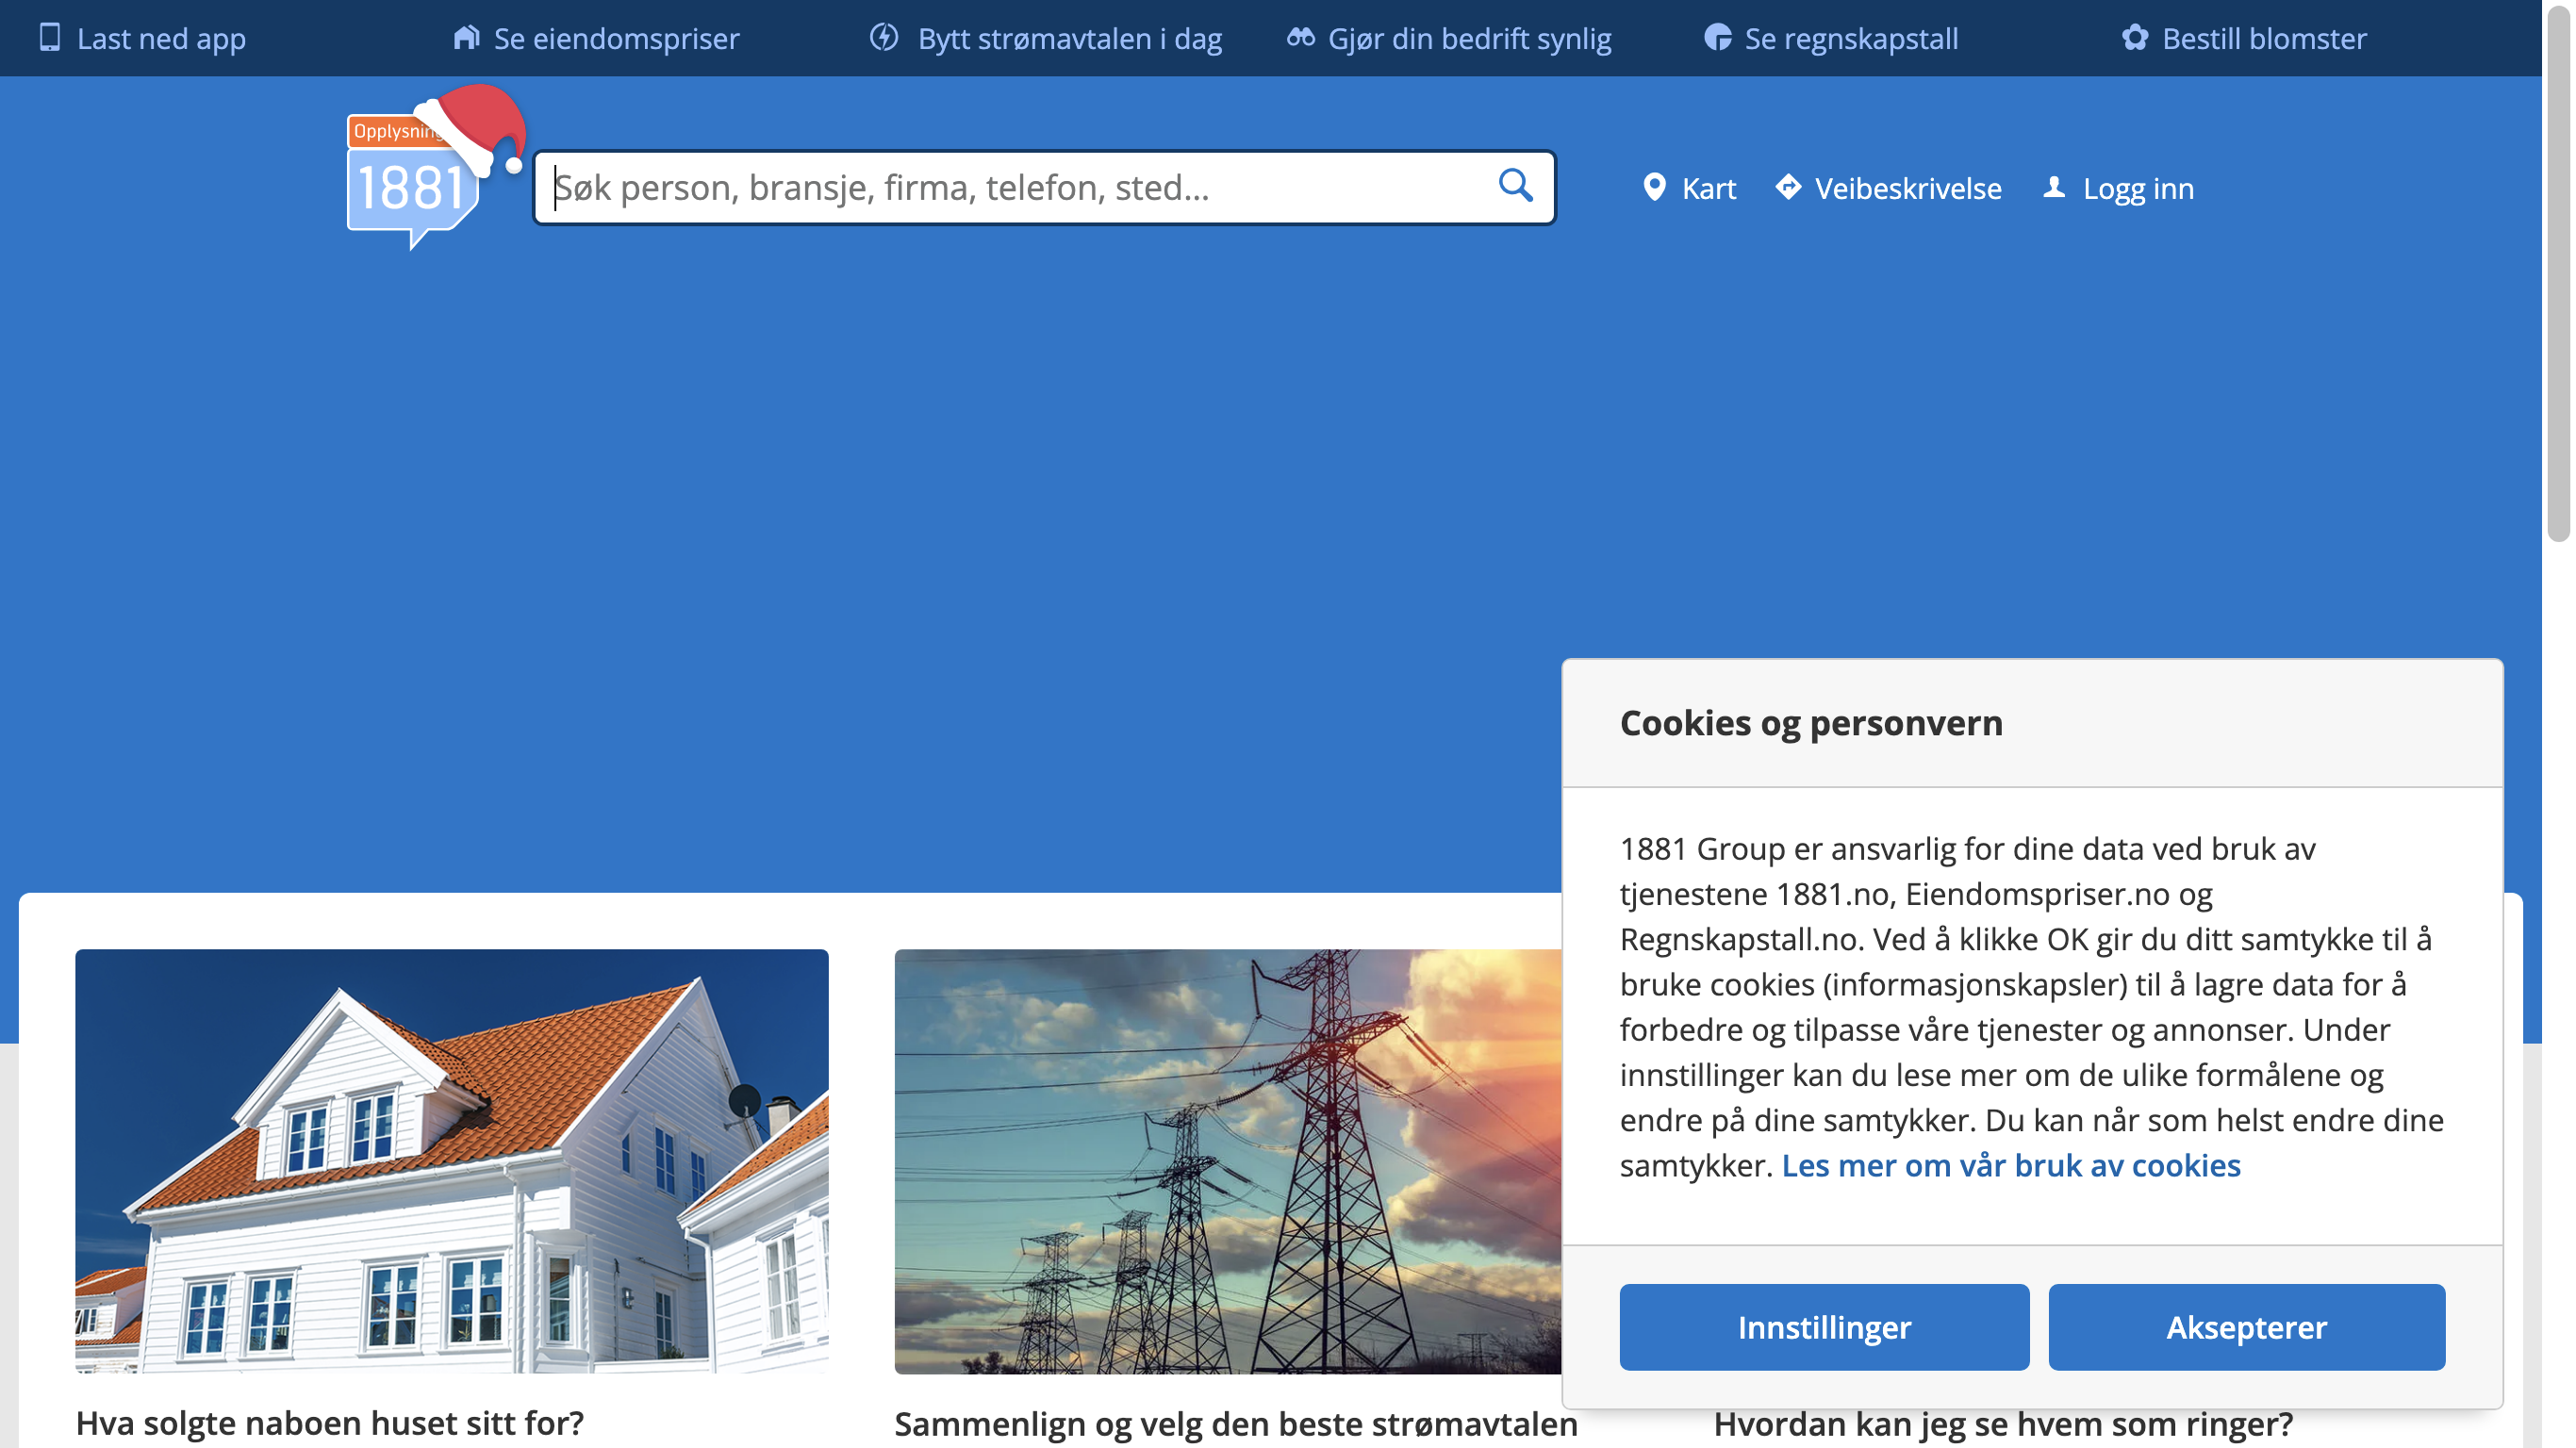 Last ned app
Se eiendomspriser
Bytt strømavtalen i dag
Gjør din bedrift synlig
Se regnskapstall
Bestill blomster
1881
Søk person, bransje, firma, telefon, sted...
Kart
Veibeskrivelse
Logg inn
Cookies og personvern
1881 Group er ansvarlig for dine data ved bruk av
tjenestene 1881.no, Eiendomspriser.no og
Regnskapstall.no. Ved å klikke OK gir du ditt samtykke til å
bruke cookies (informasjonskapsler) til å lagre data for å
forbedre og tilpasse våre tjenester og annonser. Under
innstillinger kan du lese mer om de ulike formålene og
endre på dine samtykker. Du kan når som helst endre dine
samtykker. Les mer om vår bruk av cookies
Innstillinger
Aksepterer
Hva solgte naboen huset sitt for?
Sammenlign og velg den beste strømavtalen
Hvordan kan jeg se hvem som ringer?